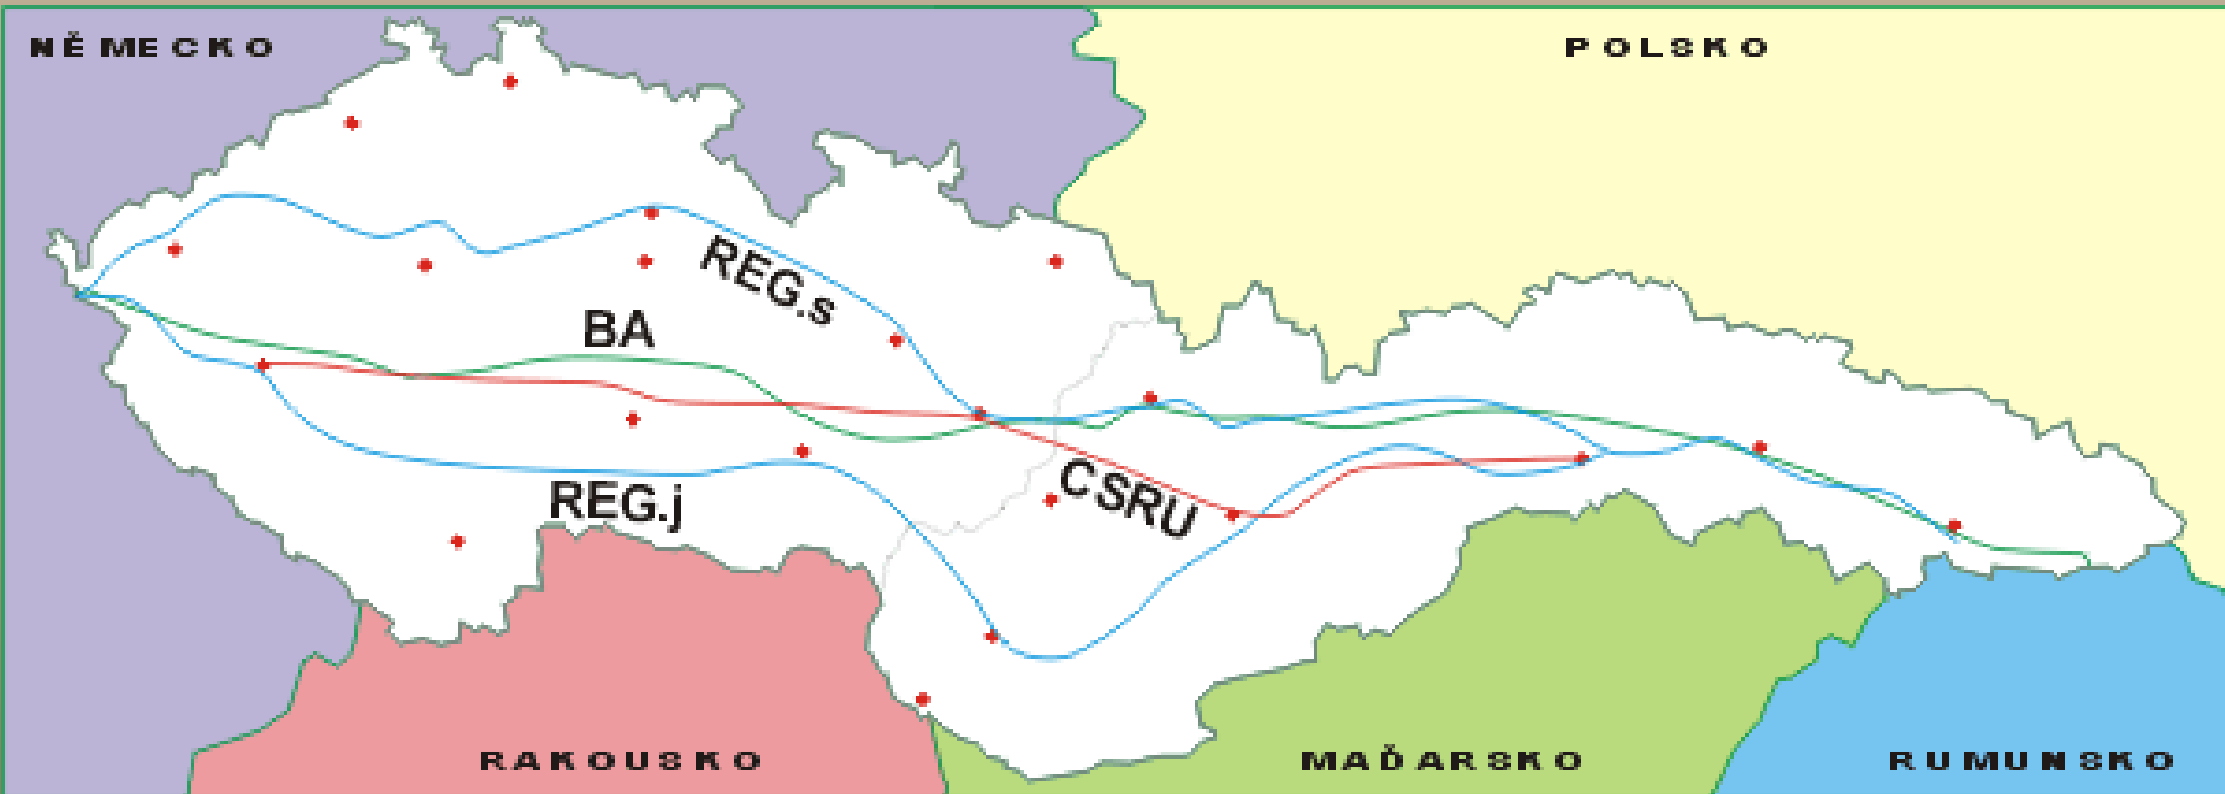 NĚMECKO
POLSKO
REG.s
BA
CSRU
REG.j
RAKOUSKO
MAĎARSKO
RUMUNSKO